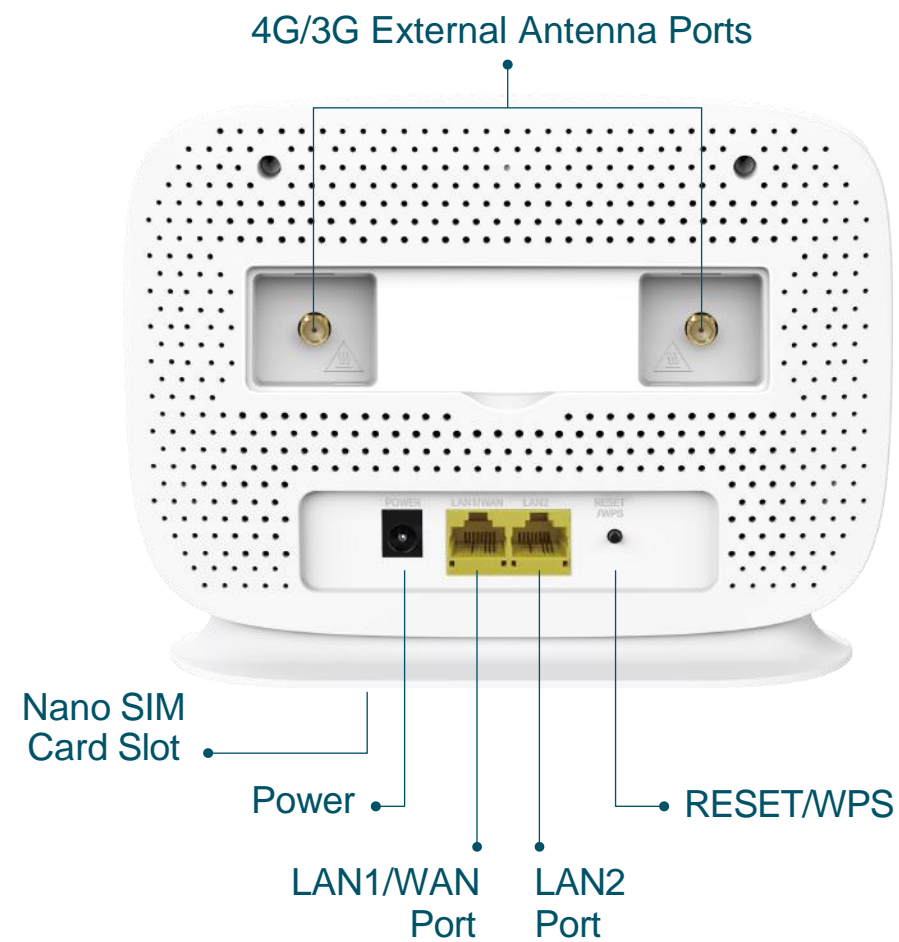 4G/3G External Antenna Ports
POWER
LAN1/WAN
LAN2
RESET
/WPS
Nano SIM
Card Slot
Power
RESET/WPS
LAN1/WAN
Port
LAN2
Port